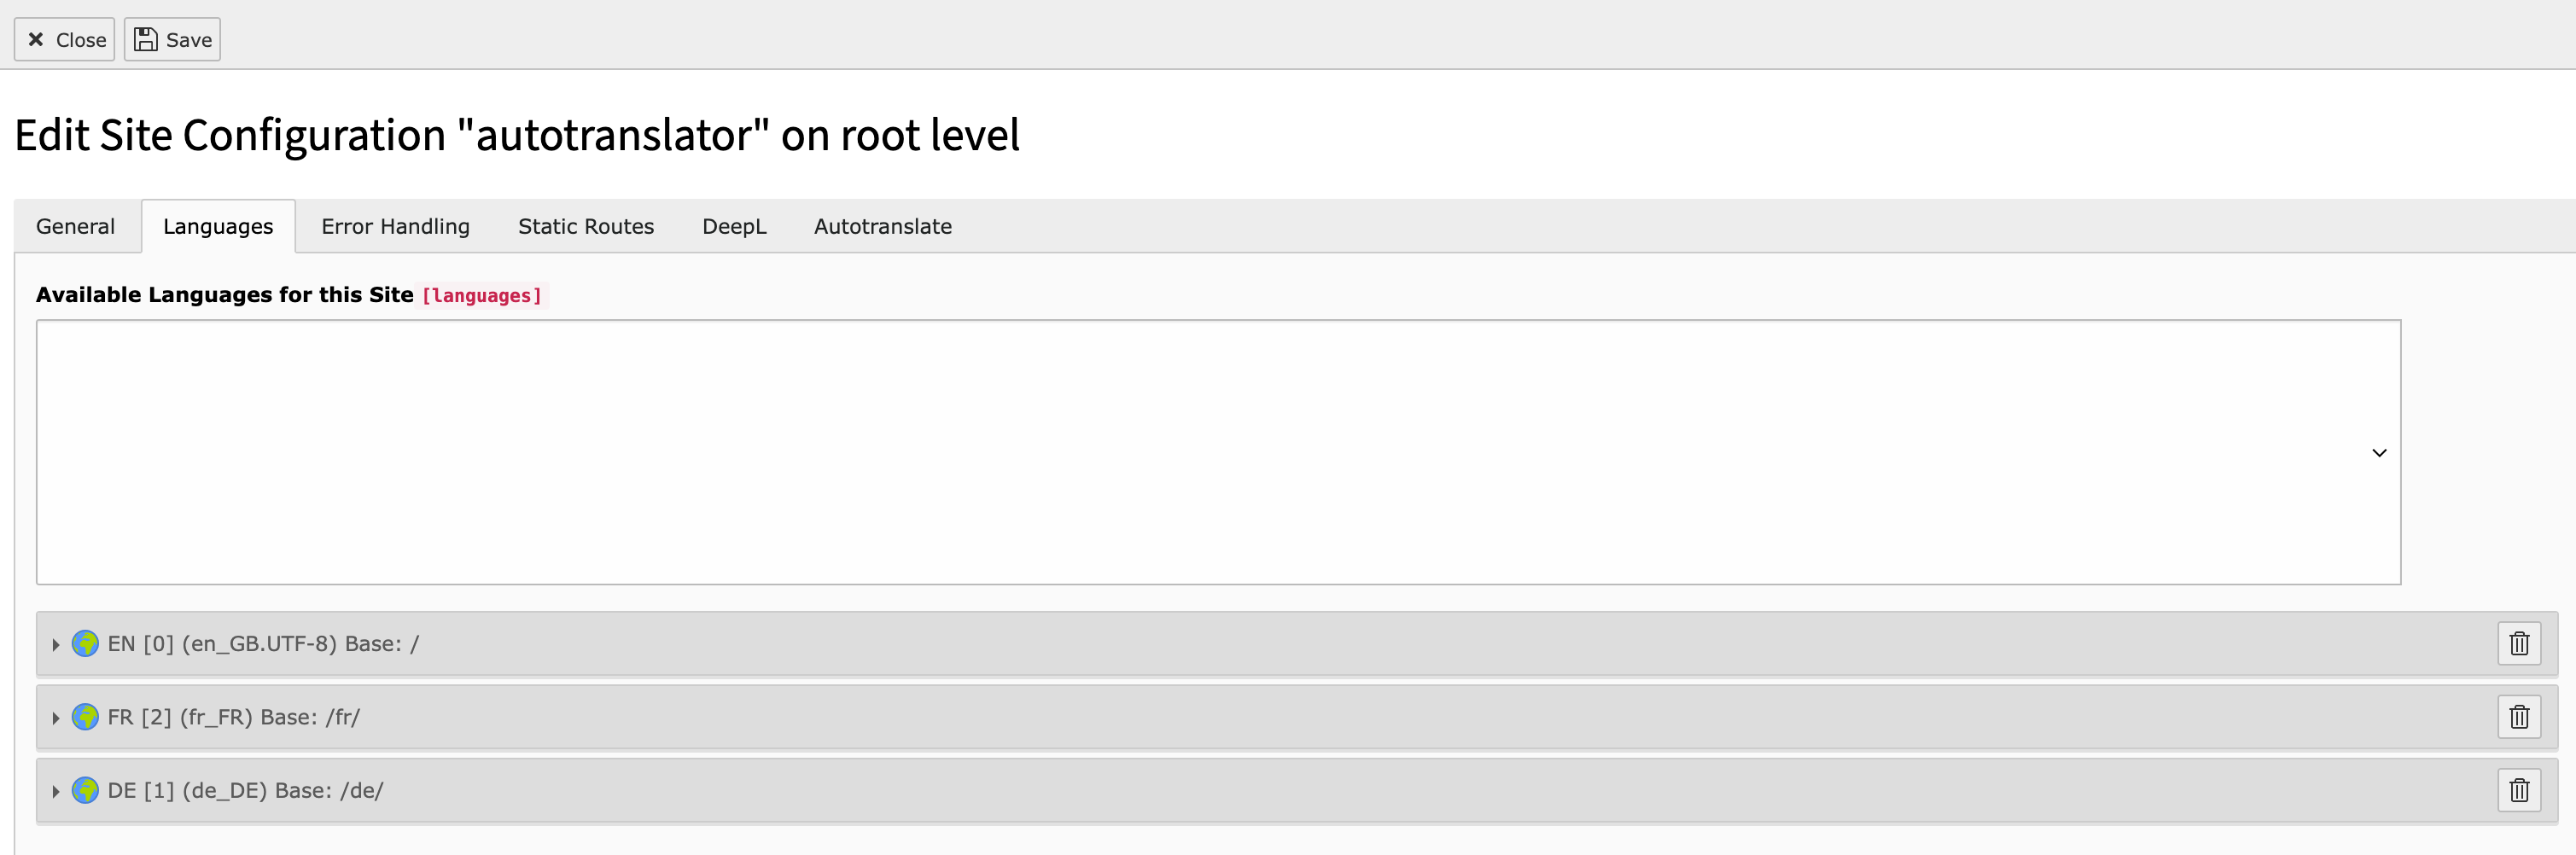 Close Save
Edit Site Configuration "autotranslator" on root level
General Languages Error Handling Static Routes DeepL Autotranslate
Available Languages for this Site [languages]
EN [0] (en_GB.UTF-8) Base: /
FR [2] (fr_FR) Base: /fr/
DE [1] (de_DE) Base: /de/